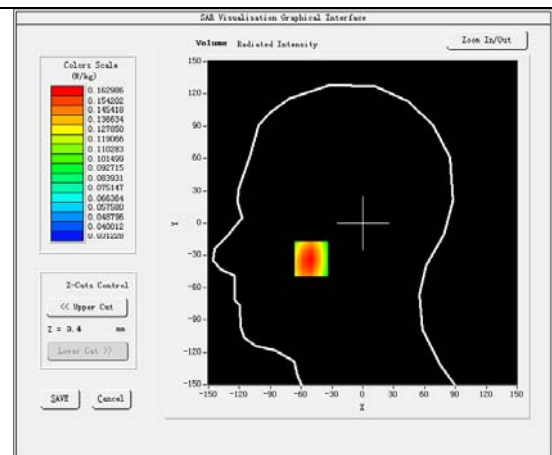 SAR Visualisation Graphical Interface
Volume Radiated Intensity
Zoom In/Out
Colors Scale
(W/kg)
0.162986
0.154202
0.145418
0.136634
0.127850
0.119066
0.110283
0.101499
0.092715
0.083931
0.075147
0.066364
0.057580
0.048796
0.040012
0.031228
Z-Cuts Control
<< Upper Cut
Z = 3.4 mm
Lower Cut >>
SAVE Cancel
150
120
90
60
30
0
-30
-60
-90
-120
-150
Y
-150 -120 -90 -60 -30 0 30 60 90 120 150
X